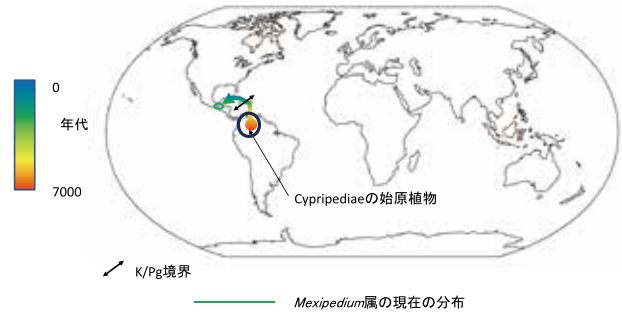 0
年代
7000
Cypripediaeの始原植物
K/Pg境界
Mexipedium属の現在の分布